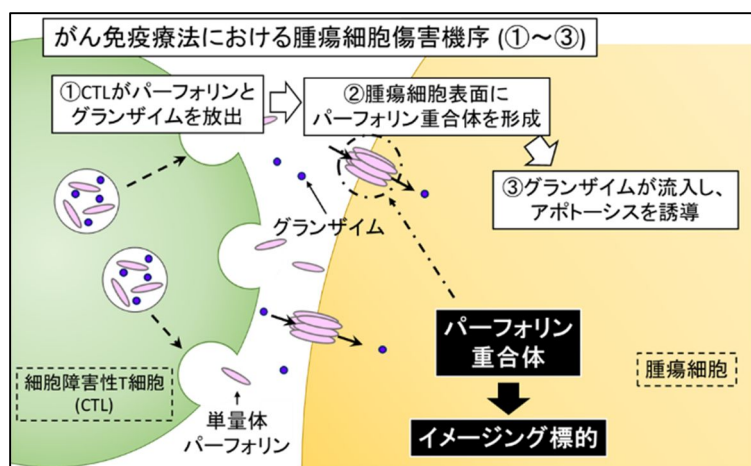 がん免疫療法における腫瘍細胞傷害機序 (①～③)
①CTLがパーフォリンと
グランザイムを放出
②腫瘍細胞表面に
パーフォリン重合体を形成
③グランザイムが流入し、
アポトーシスを誘導
グランザイム
パーフォリン
重合体
イメージング標的
腫瘍細胞
細胞障害性T細胞
(CTL)
単量体
パーフォリン